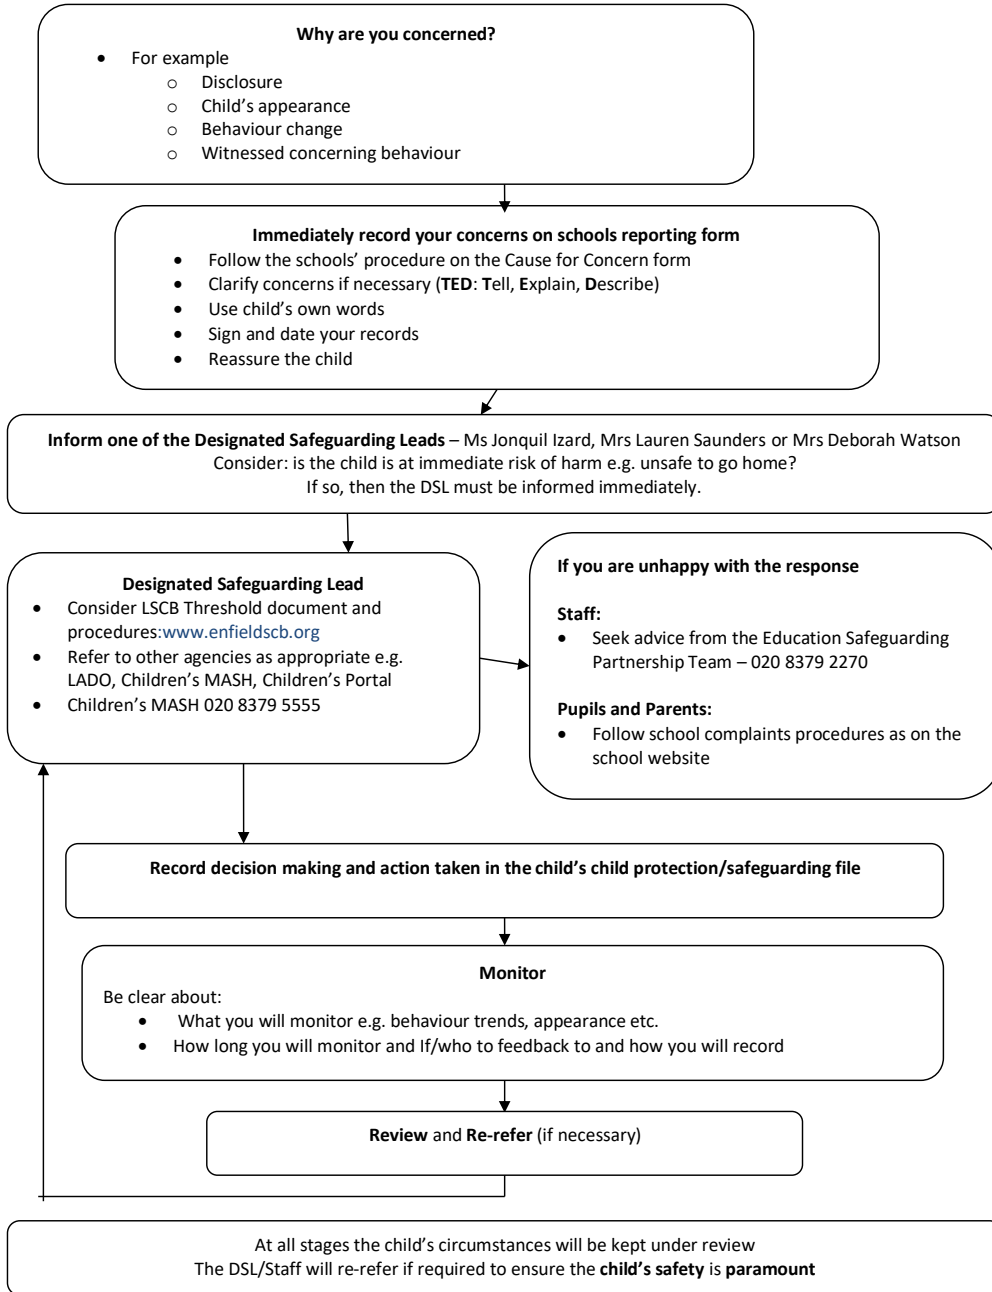 Why are you concerned?
• For example
o Disclosure
o Child's appearance
o Behaviour change
o Witnessed concerning behaviour
Immediately record your concerns on schools reporting form
• Follow the schools' procedure on the Cause for Concern form
• Clarify concerns if necessary (TED: Tell, Explain, Describe)
• Use child's own words
• Sign and date your records
• Reassure the child
Inform one of the Designated Safeguarding Leads – Ms Jonquil Izard, Mrs Lauren Saunders or Mrs Deborah Watson
Consider: is the child is at immediate risk of harm e.g. unsafe to go home?
If so, then the DSL must be informed immediately.
Designated Safeguarding Lead
• Consider LSCB Threshold document and
procedures:www.enfieldscb.org
• Refer to other agencies as appropriate e.g.
LADO, Children's MASH, Children's Portal
• Children's MASH 020 8379 5555
If you are unhappy with the response
Staff:
• Seek advice from the Education Safeguarding
Partnership Team – 020 8379 2270
Pupils and Parents:
• Follow school complaints procedures as on the
school website
Record decision making and action taken in the child's child protection/safeguarding file
Monitor
Be clear about:
• What you will monitor e.g. behaviour trends, appearance etc.
• How long you will monitor and If/who to feedback to and how you will record
Review and Re-refer (if necessary)
At all stages the child's circumstances will be kept under review
The DSL/Staff will re-refer if required to ensure the child's safety is paramount